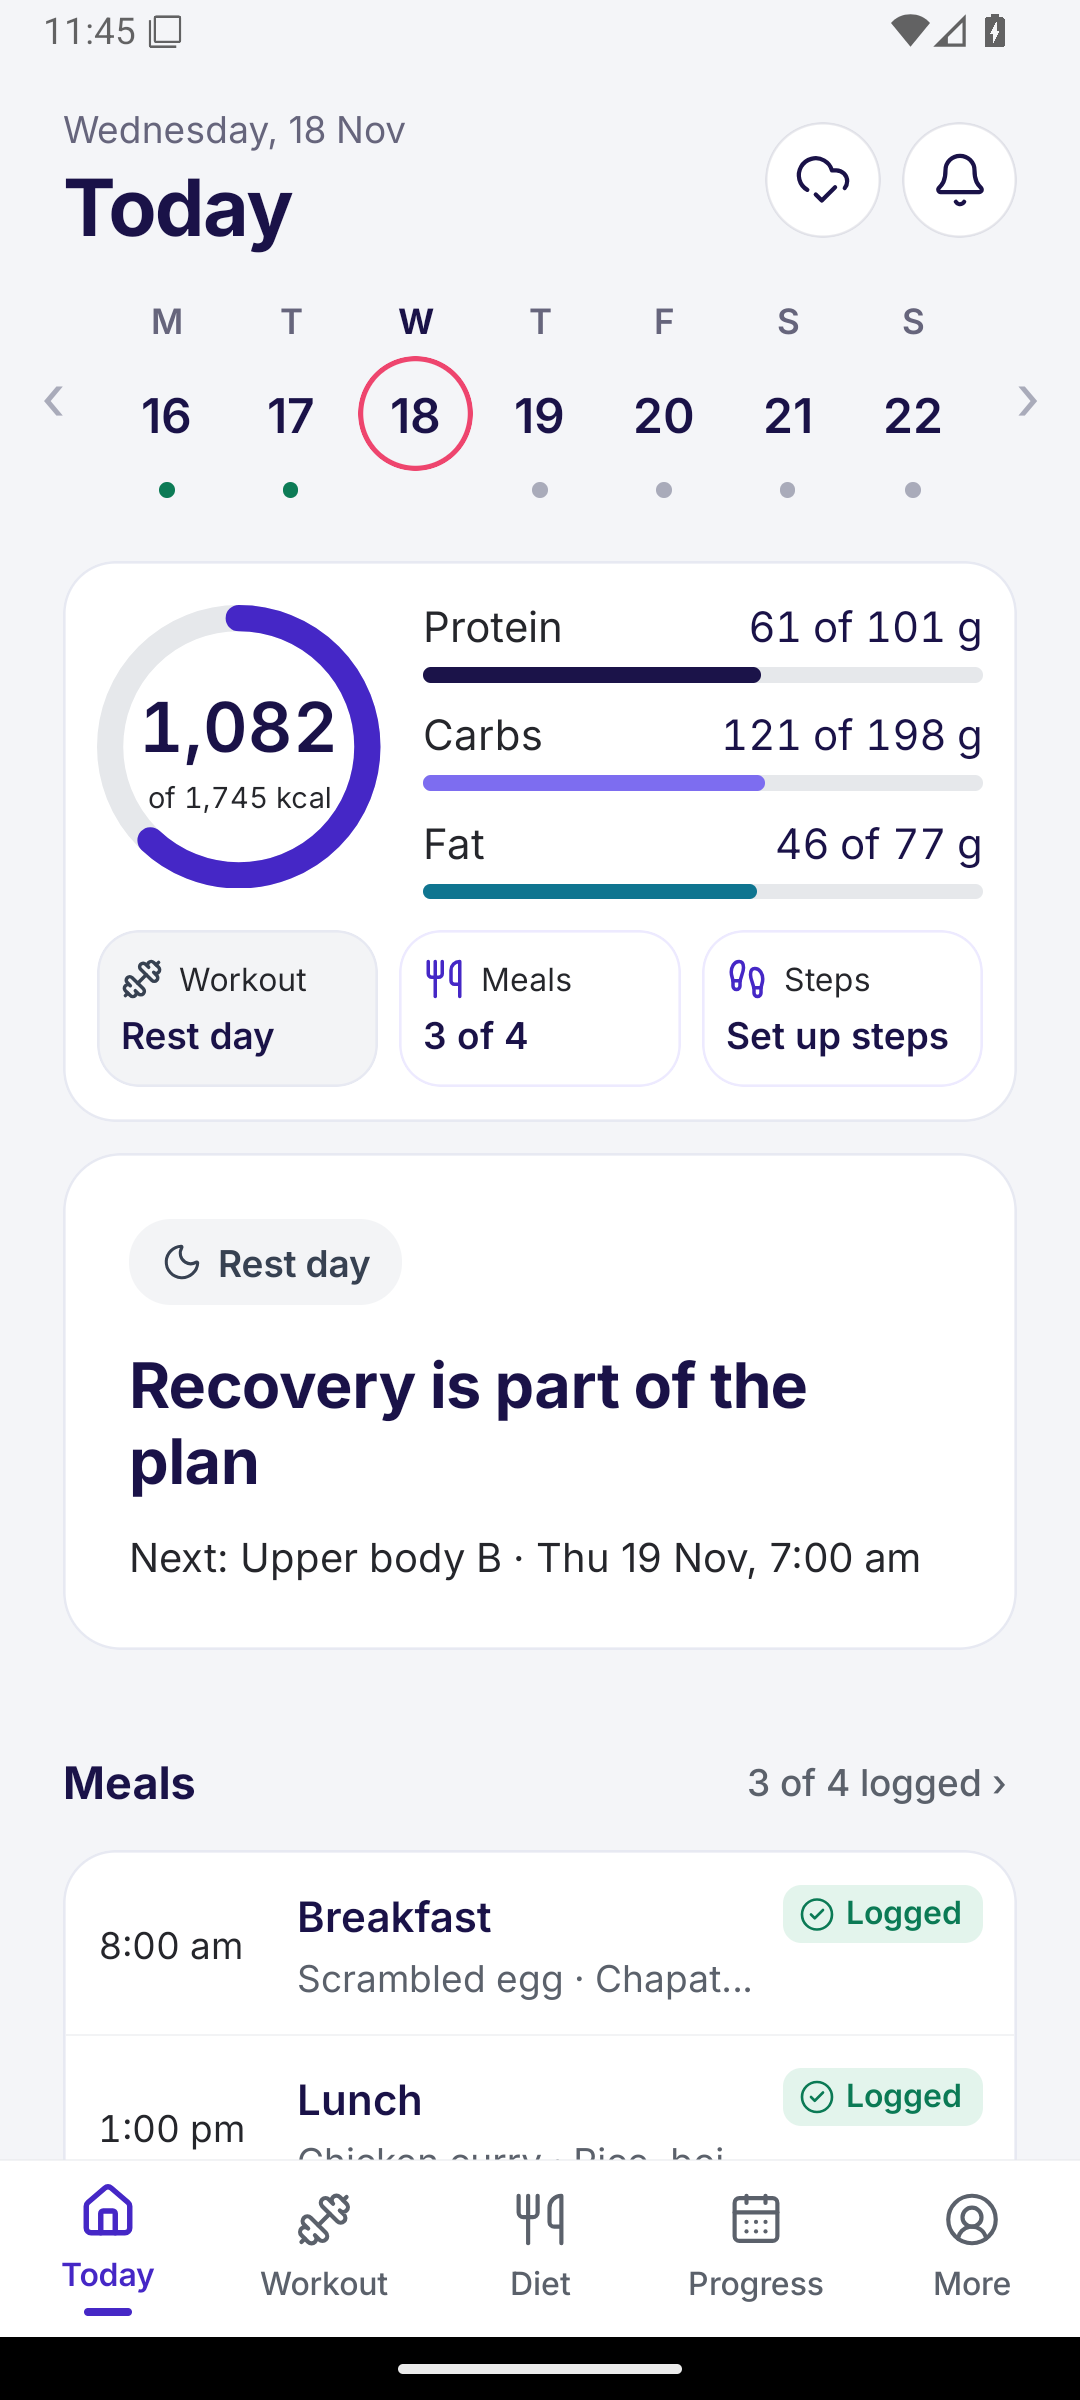 11:45
Wednesday, 18 Nov
Today
M T W T F S S
‹ 16 17 18 19 20 21 22 ›
1,082
of 1,745 kcal
Protein 61 of 101 g
Carbs 121 of 198 g
Fat 46 of 77 g
Workout
Rest day
Meals
3 of 4
Steps
Set up steps
Rest day
Recovery is part of the
plan
Next: Upper body B · Thu 19 Nov, 7:00 am
Meals 3 of 4 logged ›
8:00 am
Breakfast
Logged
Scrambled egg · Chapat...
1:00 pm
Lunch
Logged
Chicken curry · Rice, boi
Today Workout Diet Progress More